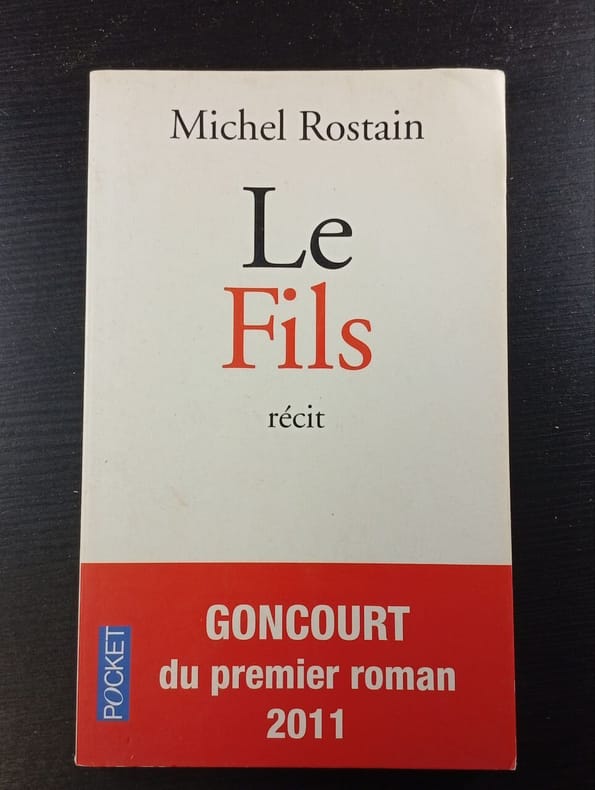 Michel Rostain
Le
Fils
récit
GONCOURT
du premier roman
2011
POCKET